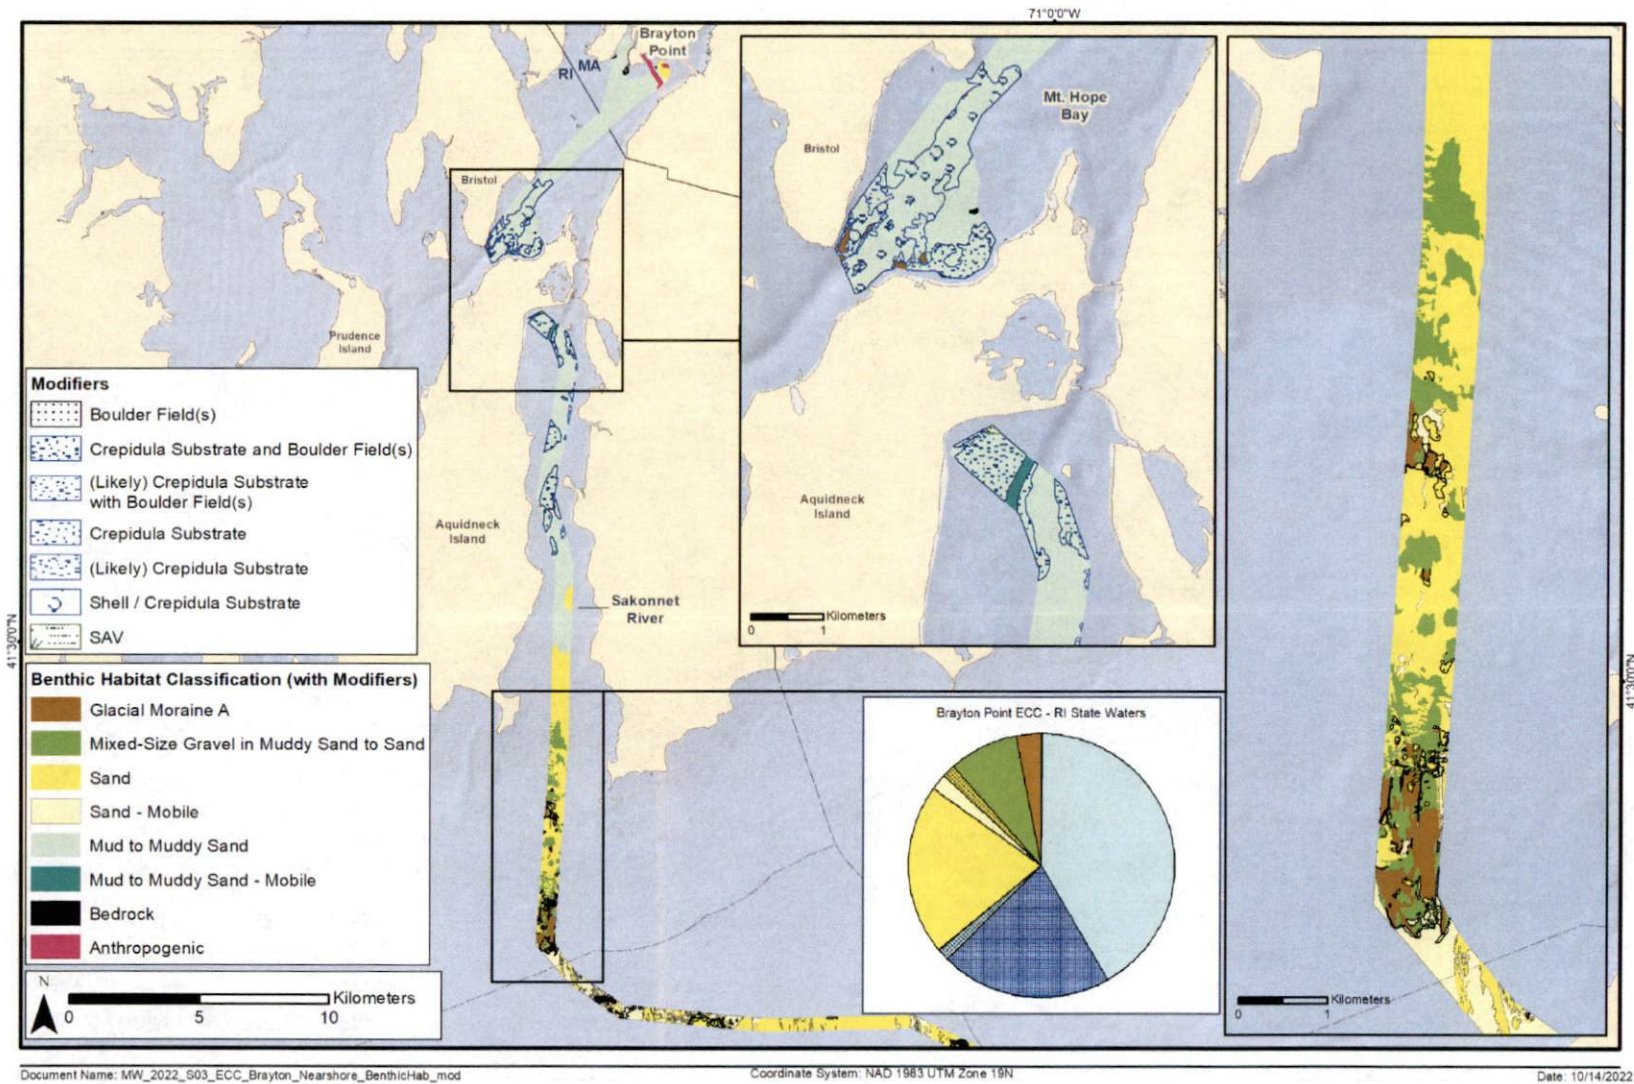 71°0'0"W
Brayton
Point
RI
MA
Bristol
Prudence
Island
Aquidneck
Island
Sakonnet
River
Mt. Hope
Bay
Bristol
Aquidneck
Island
Kilometers
0 1
41°30'0"N
41°30'0"N
Modifiers
Boulder Field(s)
Crepidula Substrate and Boulder Field(s)
(Likely) Crepidula Substrate
with Boulder Field(s)
Crepidula Substrate
(Likely) Crepidula Substrate
Shell / Crepidula Substrate
SAV
Benthic Habitat Classification (with Modifiers)
Glacial Moraine A
Mixed-Size Gravel in Muddy Sand to Sand
Sand
Sand - Mobile
Mud to Muddy Sand
Mud to Muddy Sand - Mobile
Bedrock
Anthropogenic
N
Kilometers
0 5 10
Brayton Point ECC - RI State Waters
Kilometers
0 1
Document Name: MW_2022_S03_ECC_Brayton_Nearshore_BenthicHab_mod
Coordinate System: NAD 1983 UTM Zone 19N
Date: 10/14/2022